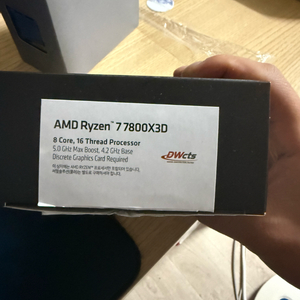 AMD Ryzen™ 7 7800X3D
8 Core, 16 Thread Processor
5.0 GHz Max Boost, 4.2 GHz Base
Discrete Graphics Card Required
DWcts